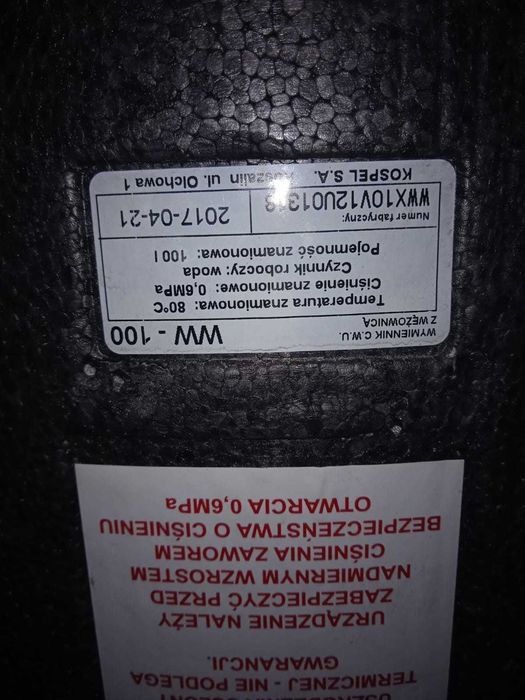 TERMICZNEJ - NIE PODLEGA
GWARANCJI.
URZĄDZENIE NALEŻY
ZABEZPIECZYĆ PRZED
NADMIERNYM WZROSTEM
CIŚNIENIA ZAWOREM
BEZPIECZEŃSTWA O CIŚNIENIU
OTWARCIA 0,6MPa
WYMIENNIK C.W.U.
Z WĘŻOWNICĄ
WW - 100
Temperatura znamionowa: 80°C
Ciśnienie znamionowe: 0,6MPa
Czynnik roboczy: woda
Pojemność znamionowa: 100 l
Numer fabryczny:
2017-04-21
KOSPEL S.A. Koszalin ul. Olchowa 1